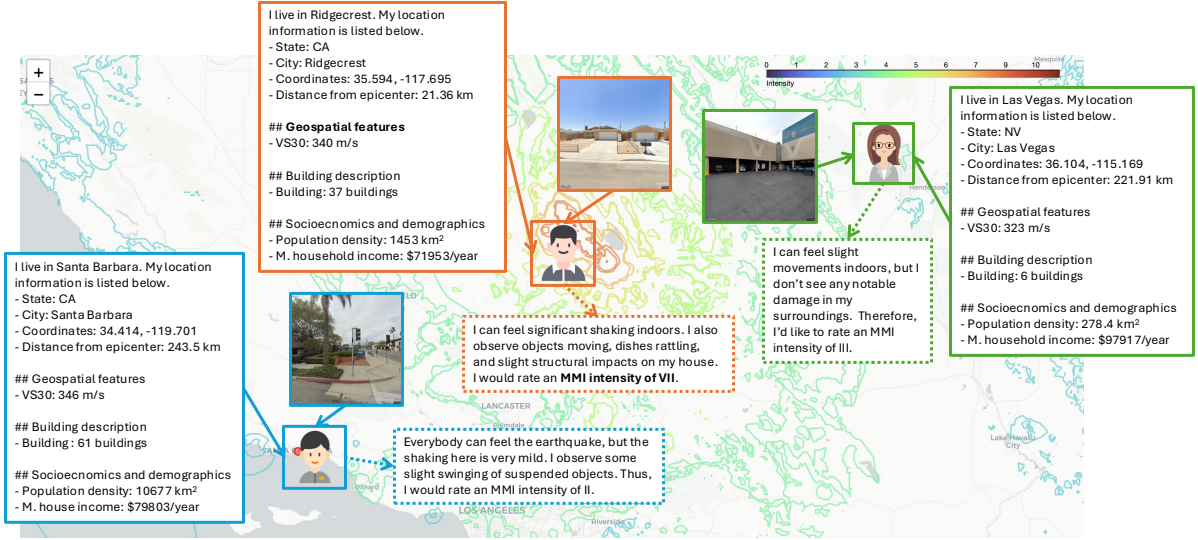 I live in Ridgecrest. My location
information is listed below.
- State: CA
- City: Ridgecrest
- Coordinates: 35.594, -117.695
- Distance from epicenter: 21.36 km
## Geospatial features
- VS30: 340 m/s
## Building description
- Building: 37 buildings
## Socioecnomics and demographics
- Population density: 1453 km²
- M. household income: $71953/year
+
−
0 1 2 3 4 5 6 7 8 9 10
Intensity
Mesquite
I live in Las Vegas. My location
information is listed below.
- State: NV
- City: Las Vegas
- Coordinates: 36.104, -115.169
- Distance from epicenter: 221.91 km
## Geospatial features
- VS30: 323 m/s
## Building description
- Building: 6 buildings
## Socioecnomics and demographics
- Population density: 278.4 km²
- M. household income: $97917/year
Henderson
I can feel slight
movements indoors, but I
don't see any notable
damage in my
surroundings. Therefore,
I'd like to rate an MMI
intensity of III.
I live in Santa Barbara. My location
information is listed below.
- State: CA
- City: Santa Barbara
- Coordinates: 34.414, -119.701
- Distance from epicenter: 243.5 km
## Geospatial features
- VS30: 346 m/s
## Building description
- Building : 61 buildings
## Socioecnomics and demographics
- Population density: 10677 km²
- M. house income: $79803/year
I can feel significant shaking indoors. I also
observe objects moving, dishes rattling,
and slight structural impacts on my house.
I would rate an MMI intensity of VII.
LANCASTER
Palmdale
Everybody can feel the earthquake, but the
shaking here is very mild. I observe some
slight swinging of suspended objects. Thus,
I would rate an MMI intensity of II.
Lake Havasu
City
Oxnard
LOS ANGELES
Riverside